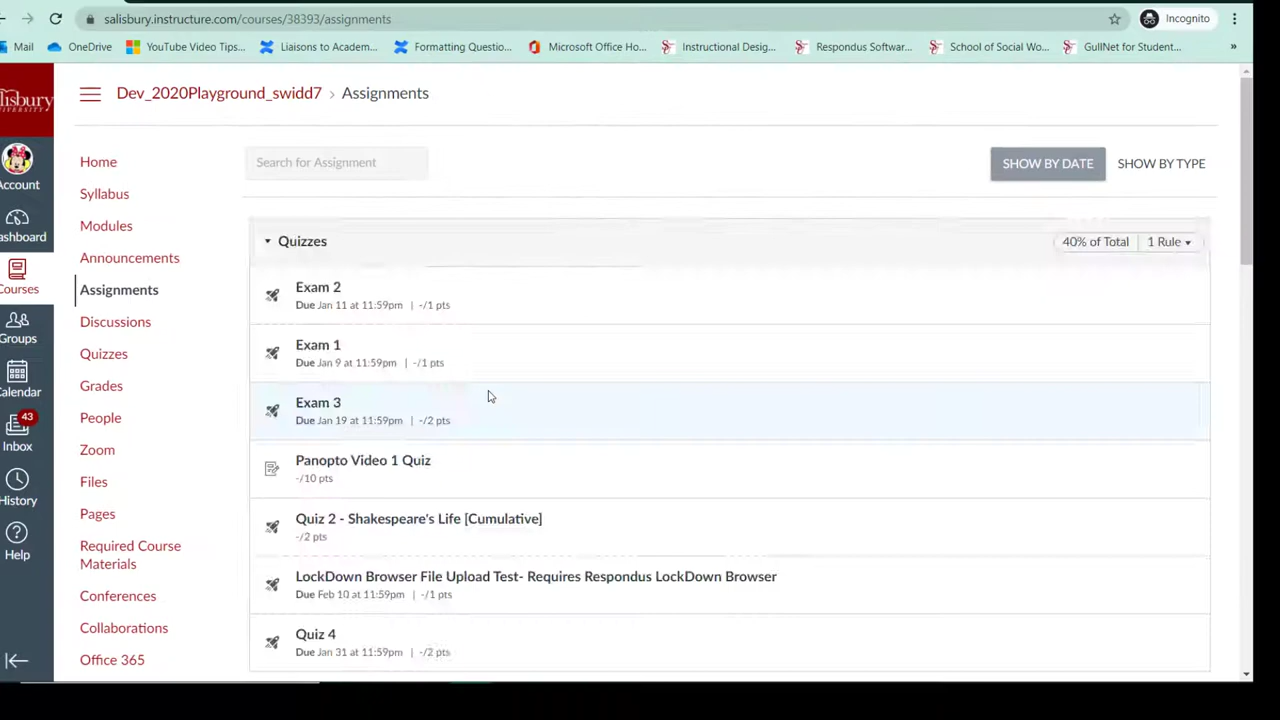 salisbury.instructure.com/courses/38393/assignments
Incognito
Mail
OneDrive
YouTube Video Tips...
Liaisons to Academ...
Formatting Questio...
Microsoft Office Ho...
Instructional Desig...
Respondus Softwar...
School of Social Wo...
GullNet for Student...
»
lisbury
Dev_2020Playground_swidd7 › Assignments
Account
ashboard
Courses
Groups
Calendar
43
Inbox
History
Help
Home
Syllabus
Modules
Announcements
Assignments
Discussions
Quizzes
Grades
People
Zoom
Files
Pages
Required Course
Materials
Conferences
Collaborations
Office 365
Search for Assignment
SHOW BY DATE
SHOW BY TYPE
Quizzes
40% of Total
1 Rule
Exam 2
Due Jan 11 at 11:59pm | -/1 pts
Exam 1
Due Jan 9 at 11:59pm | -/1 pts
Exam 3
Due Jan 19 at 11:59pm | -/2 pts
Panopto Video 1 Quiz
-/10 pts
Quiz 2 - Shakespeare's Life [Cumulative]
-/2 pts
LockDown Browser File Upload Test- Requires Respondus LockDown Browser
Due Feb 10 at 11:59pm | -/1 pts
Quiz 4
Due Jan 31 at 11:59pm | -/2 pts